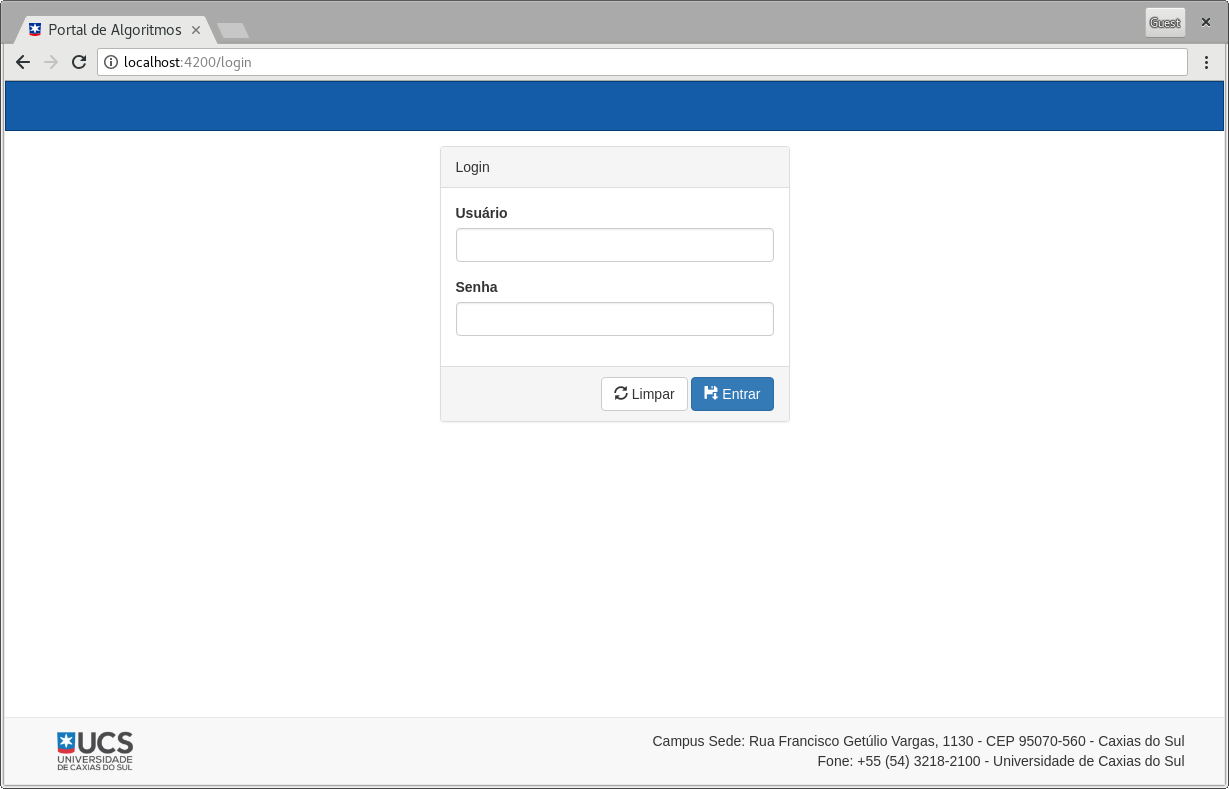 Portal de Algoritmos
Guest
localhost:4200/login
Login
Usuário
Senha
Limpar Entrar
UCS
UNIVERSIDADE
DE CAXIAS DO SUL
Campus Sede: Rua Francisco Getúlio Vargas, 1130 - CEP 95070-560 - Caxias do Sul
Fone: +55 (54) 3218-2100 - Universidade de Caxias do Sul